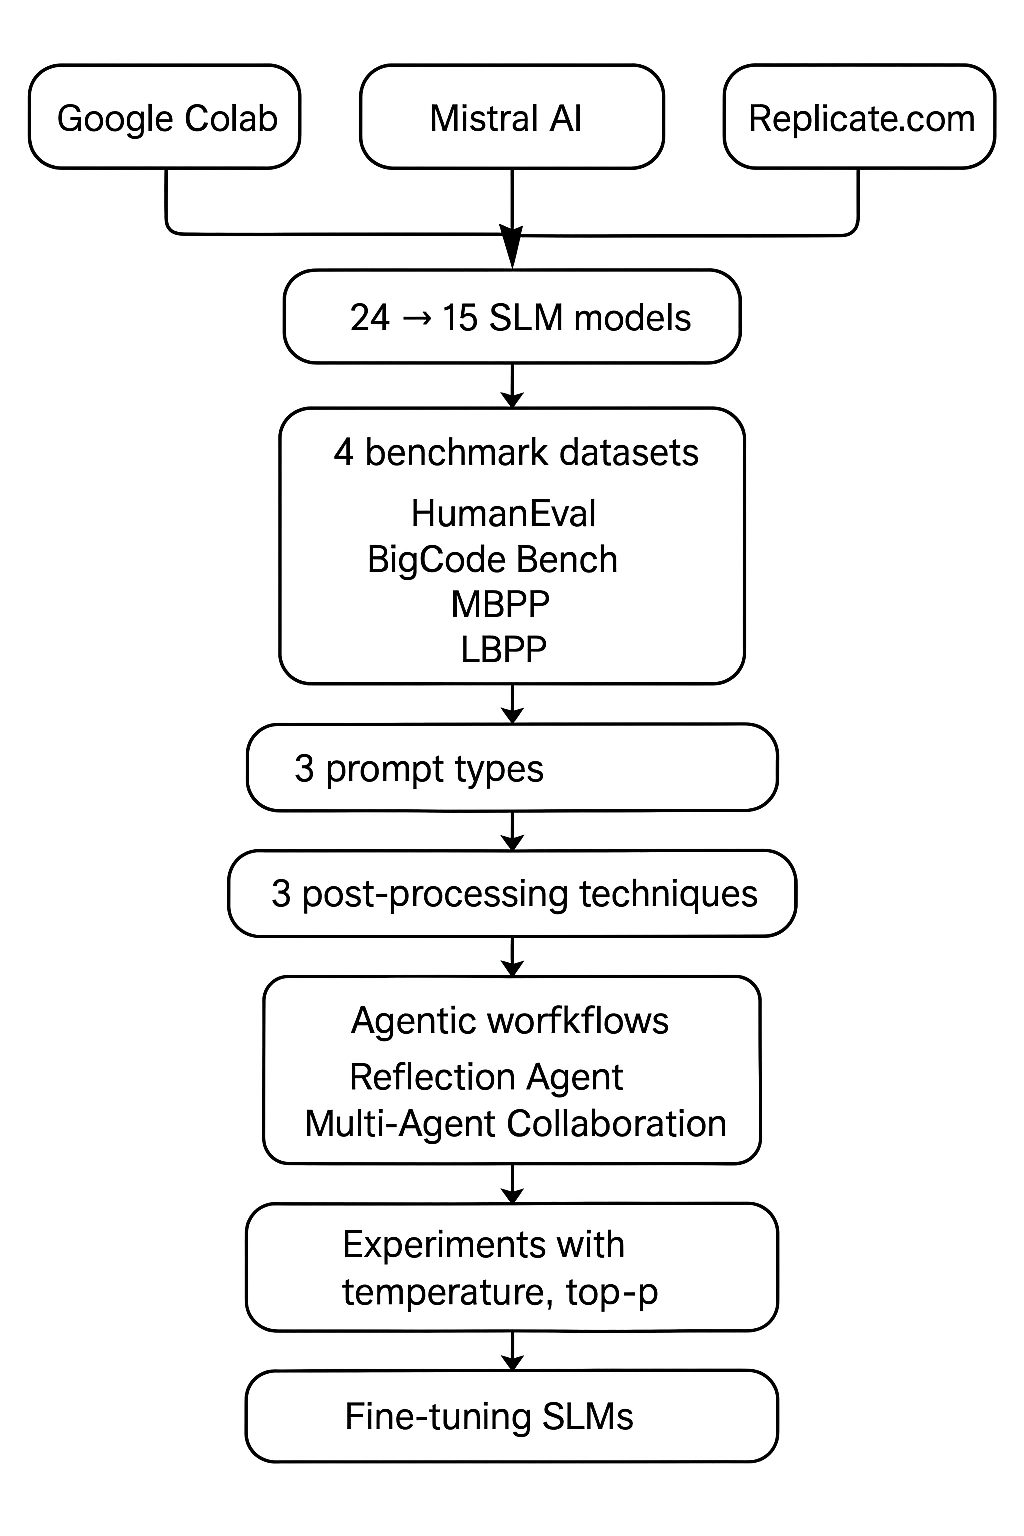 Google Colab
Mistral AI
Replicate.com
24 → 15 SLM models
4 benchmark datasets
HumanEval
BigCode Bench
MBPP
LBPP
3 prompt types
3 post-processing techniques
Agentic worfkflows
Reflection Agent
Multi-Agent Collaboration
Experiments with
temperature, top-p
Fine-tuning SLMs